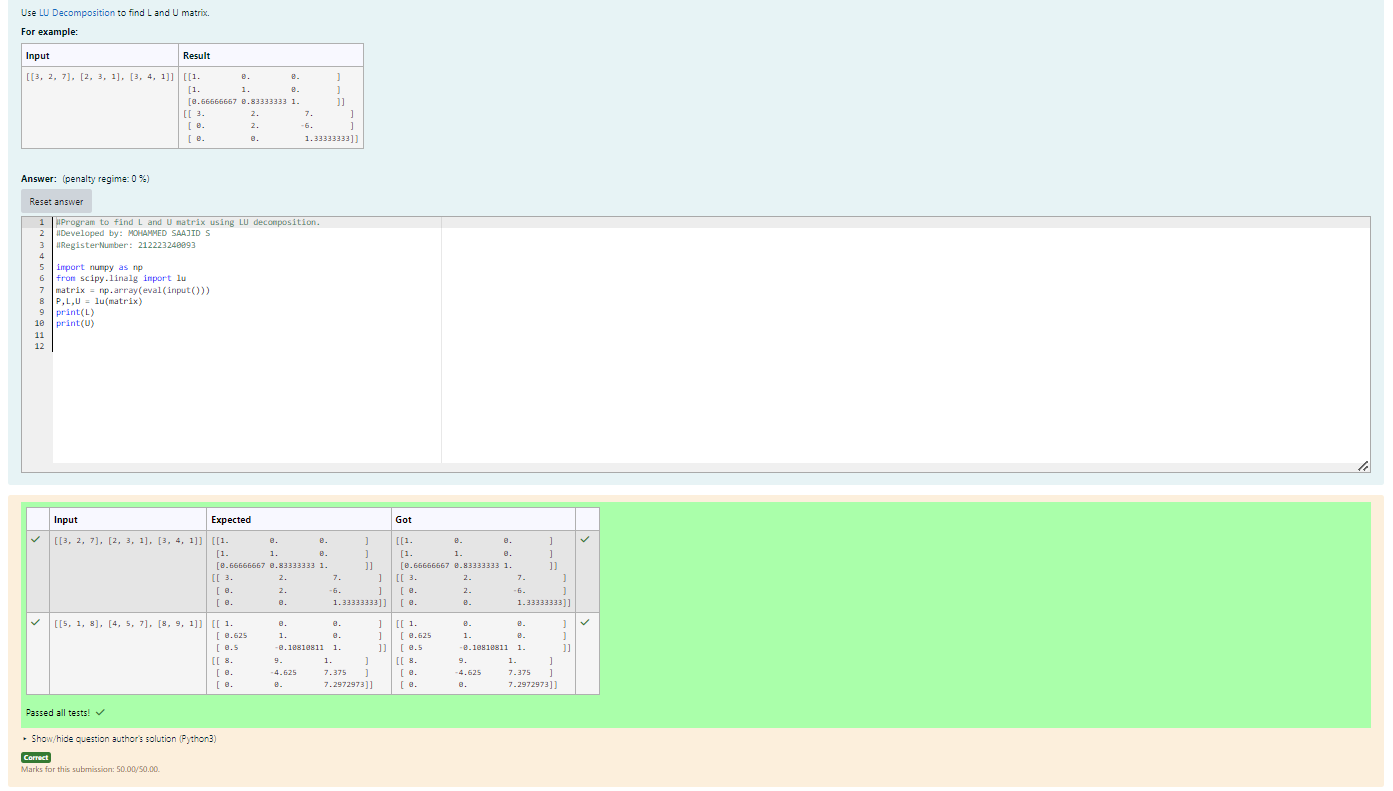 Use LU Decomposition to find L and U matrix.
For example:
Input Result
[[3, 2, 7], [2, 3, 1], [3, 4, 1]] [[1. 0. 0. ]
[1. 1. 0. ]
[0.66666667 0.83333333 1. ]]
[[ 3. 2. 7. ]
[ 0. 2. -6. ]
[ 0. 0. 1.33333333]]
Answer: (penalty regime: 0 %)
Reset answer
1 #Program to find L and U matrix using LU decomposition.
2 #Developed by: MOHAMMED SAAJID S
3 #RegisterNumber: 212223240093
4
5 import numpy as np
6 from scipy.linalg import lu
7 matrix = np.array(eval(input()))
8 P,L,U = lu(matrix)
9 print(L)
10 print(U)
11
12
Input Expected Got
[[3, 2, 7], [2, 3, 1], [3, 4, 1]] [[1. 0. 0. ] [[1. 0. 0. ]
[1. 1. 0. ] [1. 1. 0. ]
[0.66666667 0.83333333 1. ]] [0.66666667 0.83333333 1. ]]
[[ 3. 2. 7. ] [[ 3. 2. 7. ]
[ 0. 2. -6. ] [ 0. 2. -6. ]
[ 0. 0. 1.33333333]] [ 0. 0. 1.33333333]]
[[5, 1, 8], [4, 5, 7], [8, 9, 1]] [[ 1. 0. 0. ] [[ 1. 0. 0. ]
[ 0.625 1. 0. ] [ 0.625 1. 0. ]
[ 0.5 -0.10810811 1. ]] [ 0.5 -0.10810811 1. ]]
[[ 8. 9. 1. ] [[ 8. 9. 1. ]
[ 0. -4.625 7.375 ] [ 0. -4.625 7.375 ]
[ 0. 0. 7.2972973]] [ 0. 0. 7.2972973]]
Passed all tests!
Show/hide question author's solution (Python3)
Correct
Marks for this submission: 50.00/50.00.